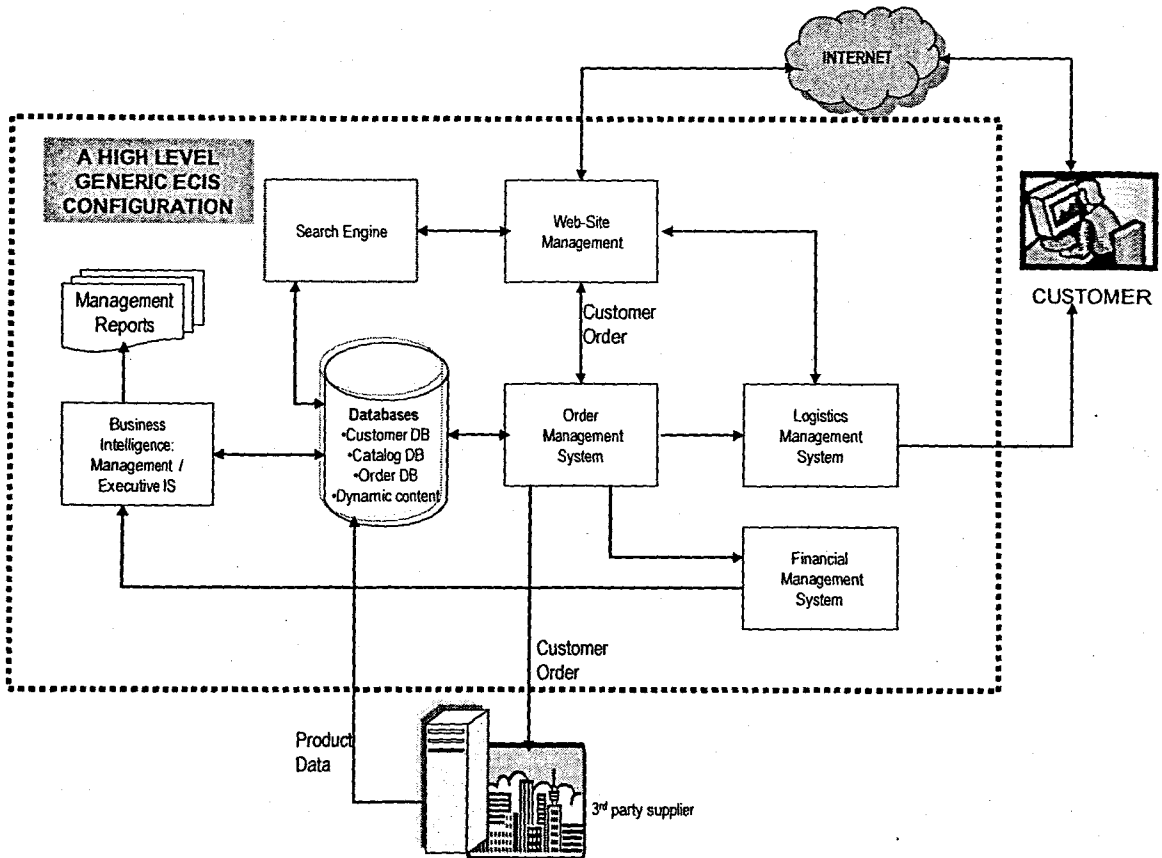 INTERNET
A HIGH LEVEL
GENERIC ECIS
CONFIGURATION
Search Engine
Web-Site
Management
CUSTOMER
Management
Reports
Customer
Order
Databases
•Customer DB
•Catalog DB
•Order DB
•Dynamic content
Business
Intelligence:
Management /
Executive IS
Order
Management
System
Logistics
Management
System
Financial
Management
System
Customer
Order
Product
Data
3rd party supplier